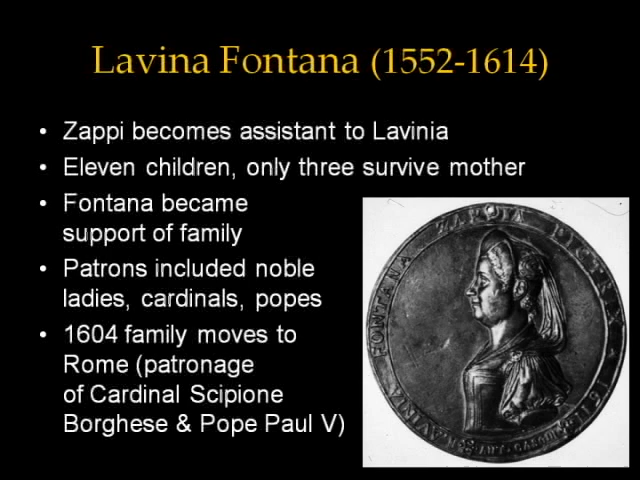 Lavina Fontana (1552-1614)
• Zappi becomes assistant to Lavinia
• Eleven children, only three survive mother
• Fontana became
support of family
• Patrons included noble
ladies, cardinals, popes
• 1604 family moves to
Rome (patronage
of Cardinal Scipione
Borghese & Pope Paul V)
LAVINIA FONTANA ZAPPIA PICTRIX